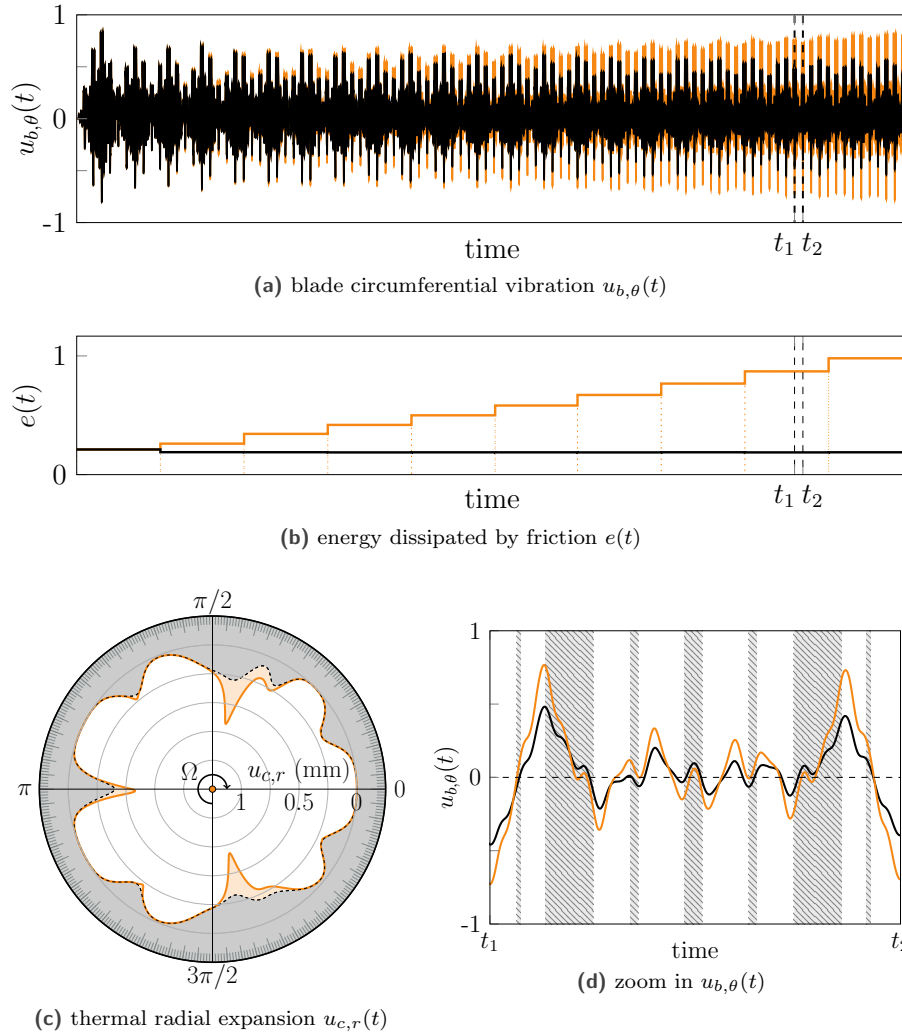 1
0
-1
u_{b,θ}(t)
time
t_1 t_2
(a) blade circumferential vibration u_{b,θ}(t)
1
0
e(t)
time
t_1 t_2
(b) energy dissipated by friction e(t)
π/2
π
0
3π/2
Ω
u_{c,r} (mm)
1 0.5 0
(c) thermal radial expansion u_{c,r}(t)
1
0
-1
u_{b,θ}(t)
t_1 time t_2
(d) zoom in u_{b,θ}(t)